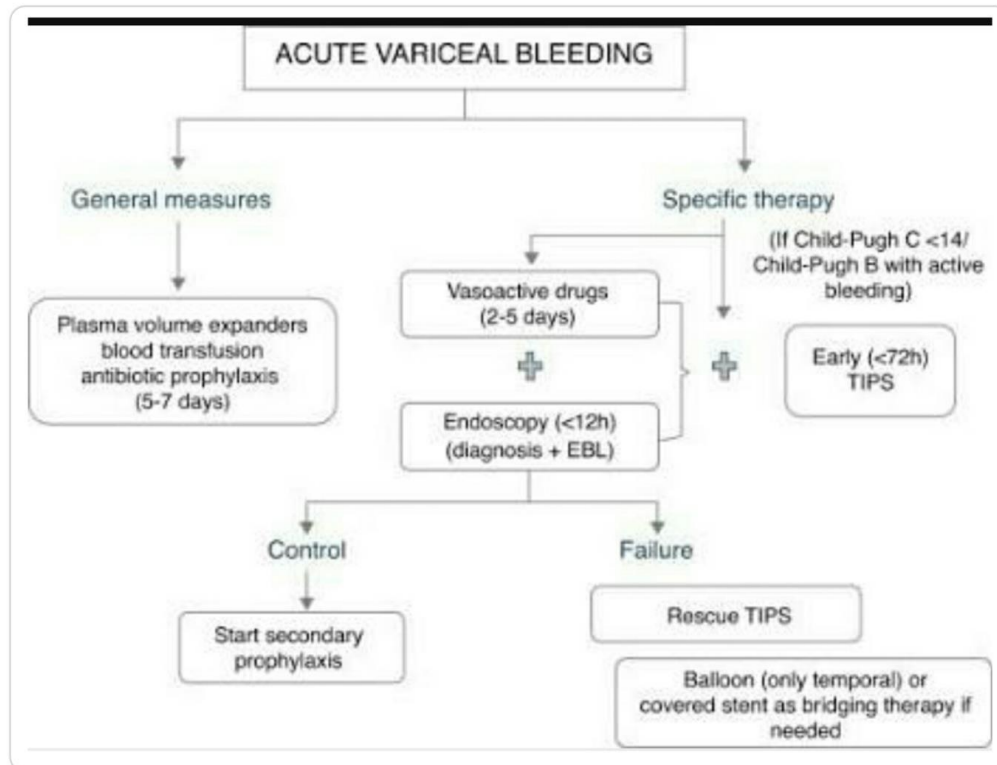 ACUTE VARICEAL BLEEDING
General measures
Plasma volume expanders
blood transfusion
antibiotic prophylaxis
(5-7 days)
Specific therapy
(If Child-Pugh C <14/
Child-Pugh B with active
bleeding)
Vasoactive drugs
(2-5 days)
Early (<72h)
TIPS
Endoscopy (<12h)
(diagnosis + EBL)
Control
Failure
Start secondary
prophylaxis
Rescue TIPS
Balloon (only temporal) or
covered stent as bridging therapy if
needed